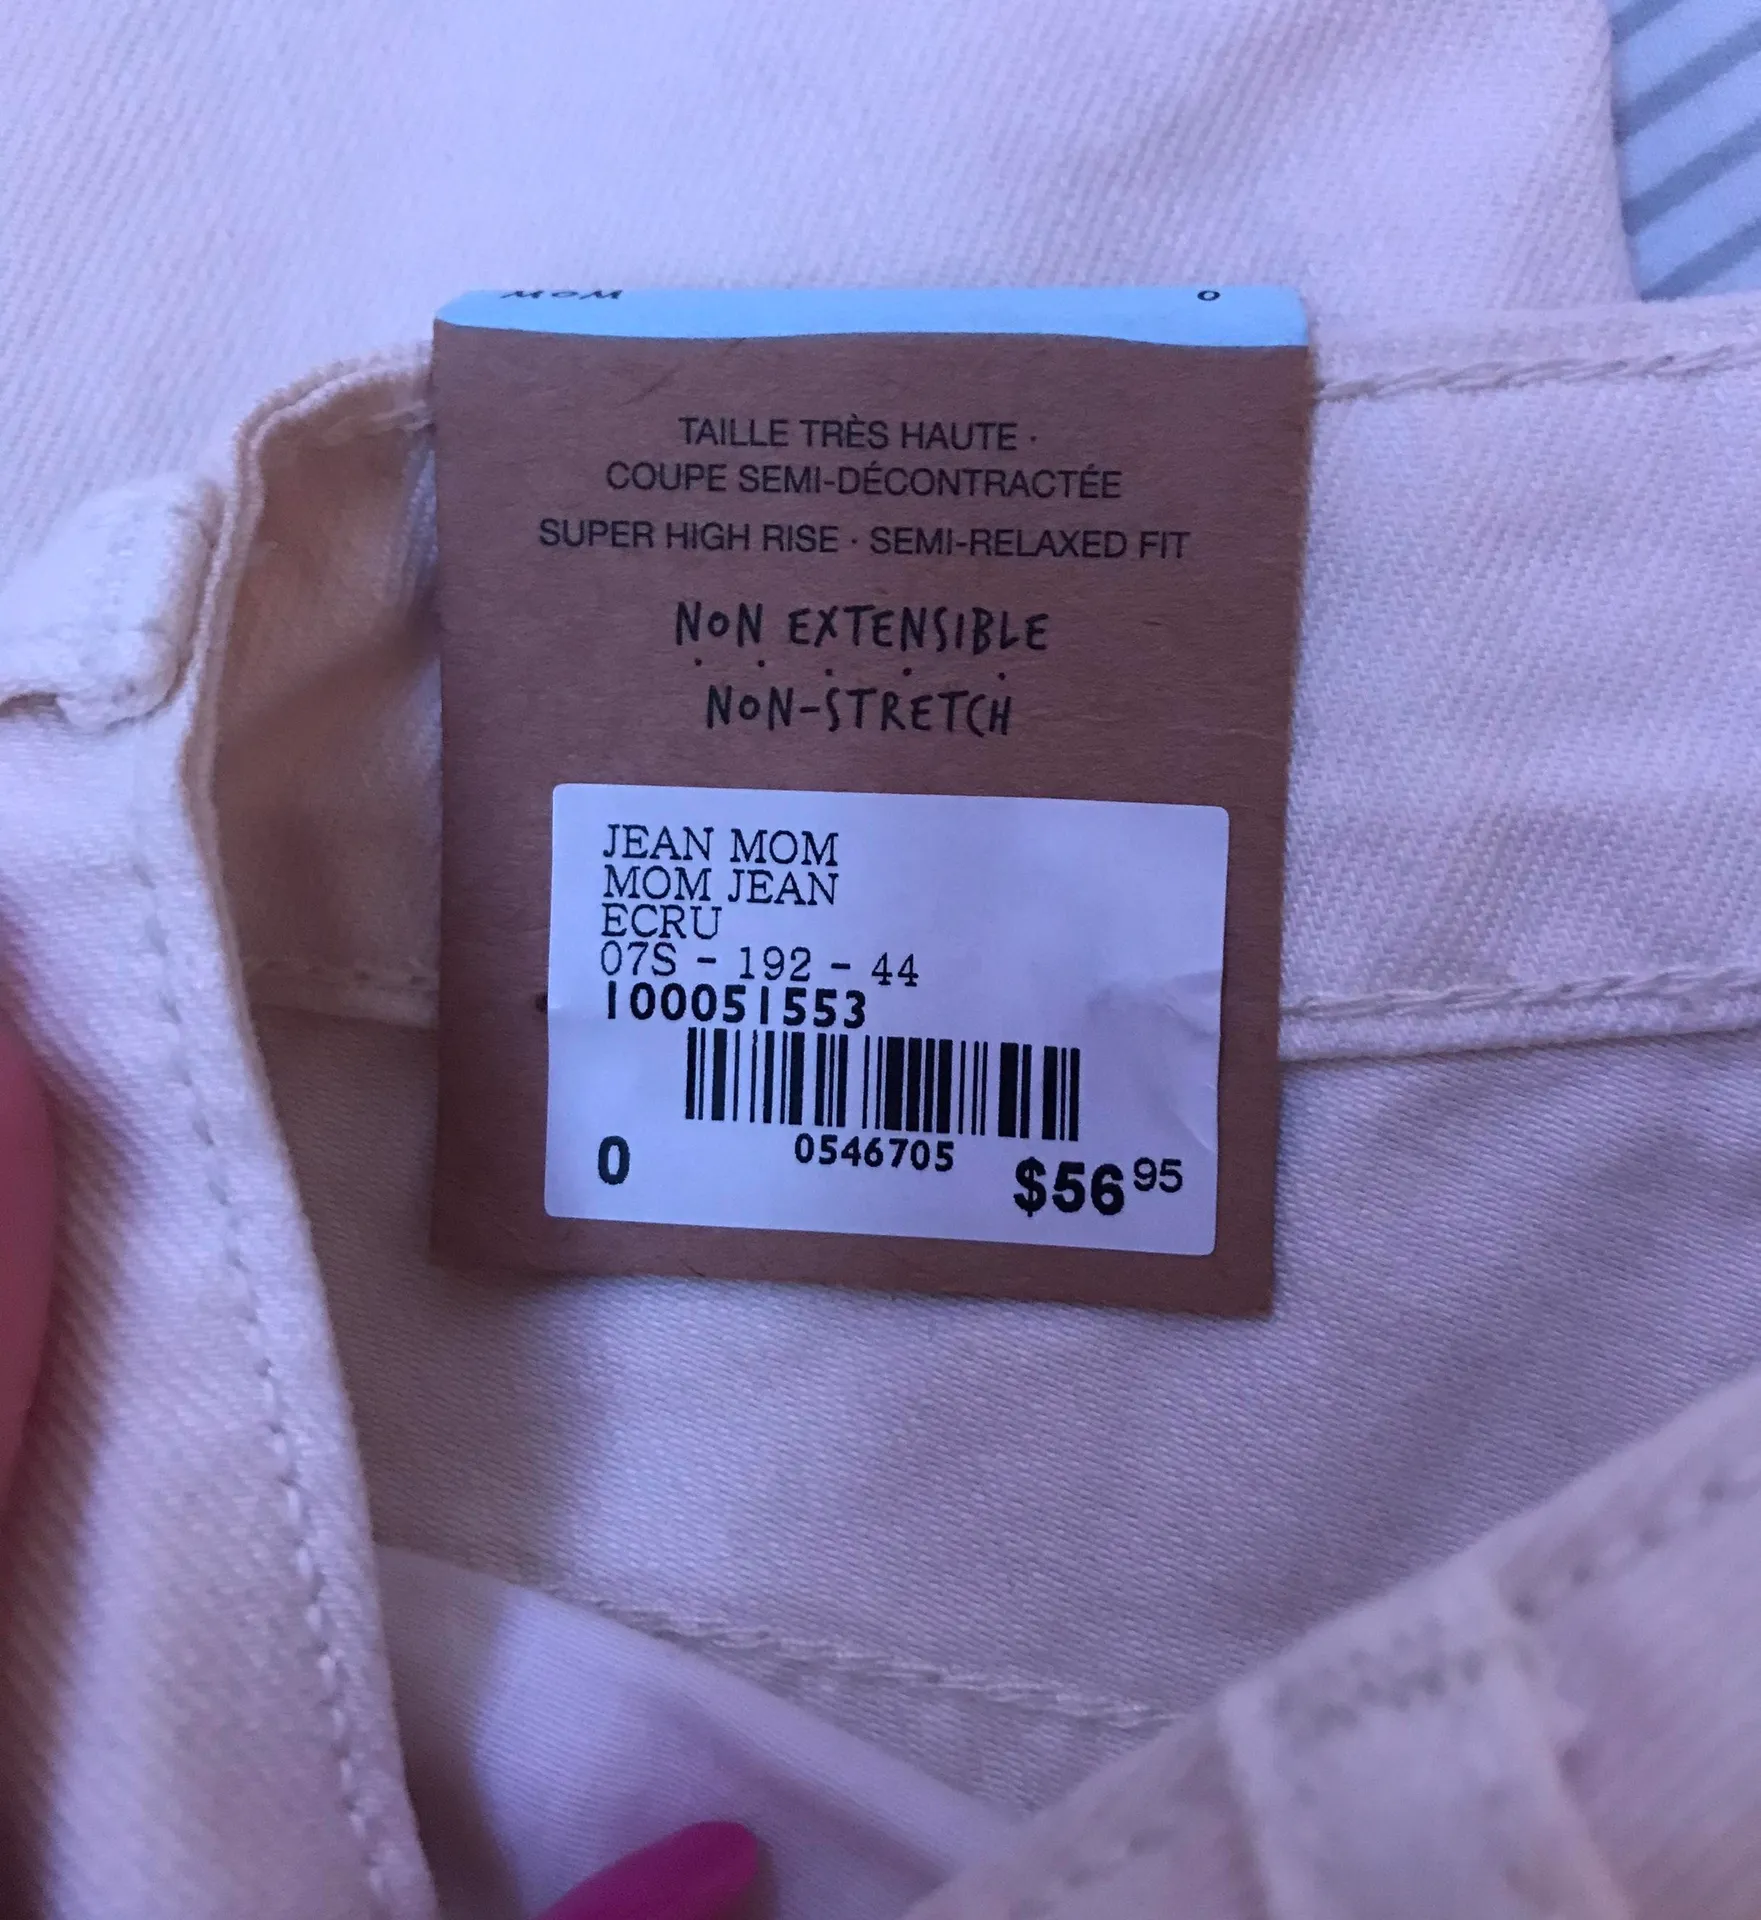 MOM 0
TAILLE TRÈS HAUTE ·
COUPE SEMI-DÉCONTRACTÉE
SUPER HIGH RISE · SEMI-RELAXED FIT
NON EXTENSIBLE
NON-STRETCH
JEAN MOM
MOM JEAN
ECRU
07S - 192 - 44
100051553
0546705
0 $56 95